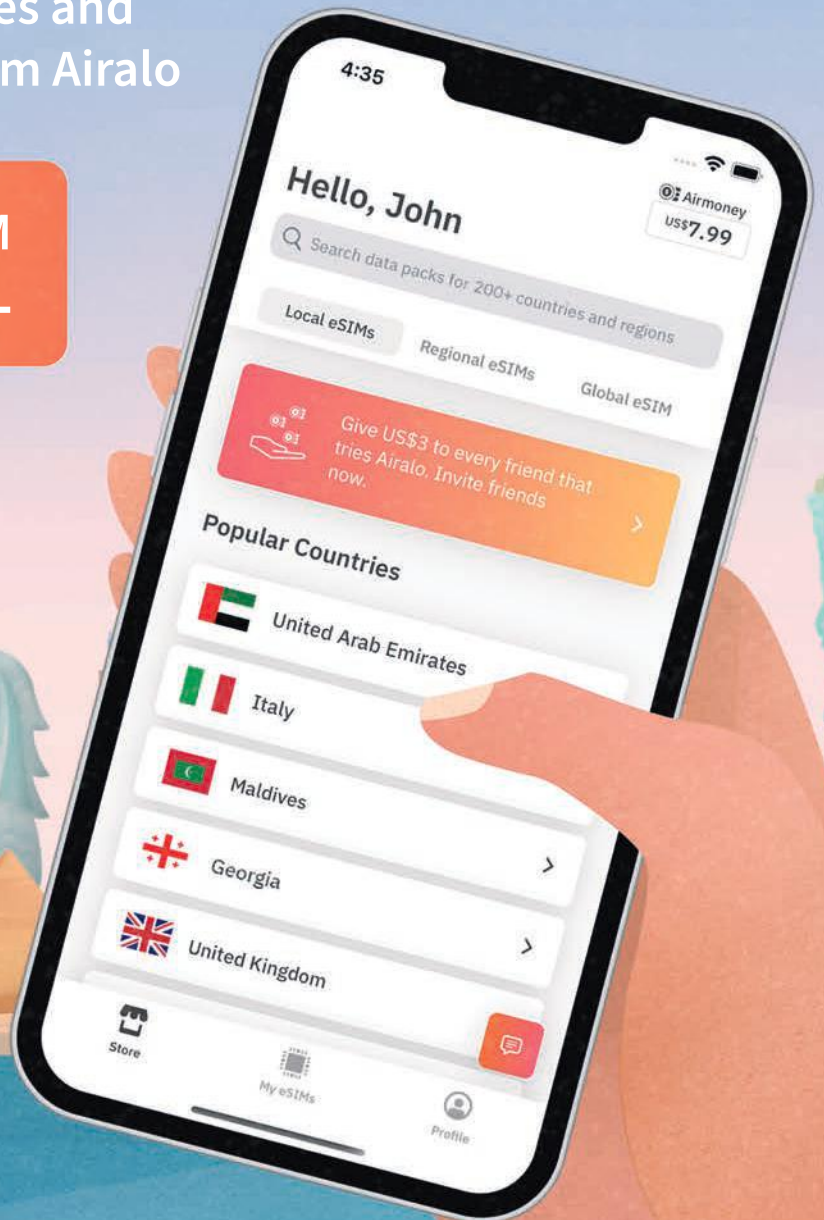 es and
m Airalo
M
4:35
Airmoney
US$7.99
Hello, John
Search data packs for 200+ countries and regions
Local eSIMs
Regional eSIMs
Global eSIM
Give US$3 to every friend that
tries Airalo. Invite friends
now.
Popular Countries
United Arab Emirates
Italy
Maldives
Georgia
United Kingdom
Store
My eSIMs
Profile